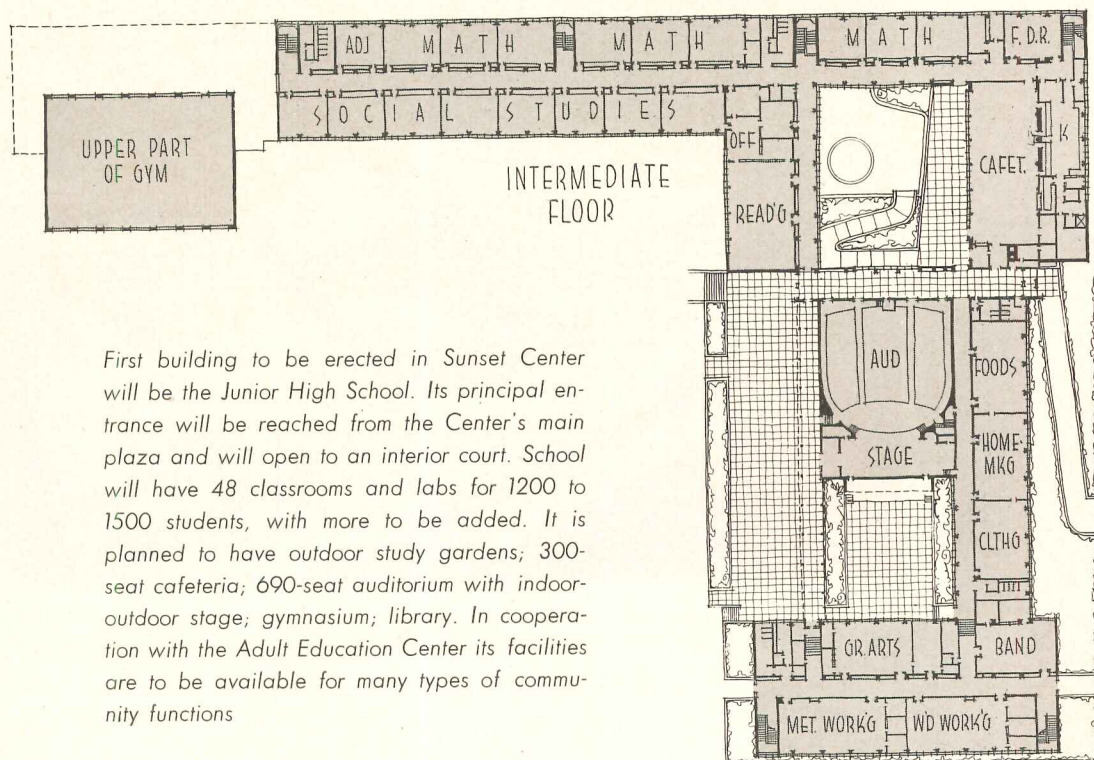 ADJ MATH MATH MATH F. D. R.
SOCIAL STUDIES
UPPER PART
OF GYM
OFF
CAFET.
K
INTERMEDIATE
FLOOR
READ'G
First building to be erected in Sunset Center
will be the Junior High School. Its principal en-
trance will be reached from the Center's main
plaza and will open to an interior court. School
will have 48 classrooms and labs for 1200 to
1500 students, with more to be added. It is
planned to have outdoor study gardens; 300-
seat cafeteria; 690-seat auditorium with indoor-
outdoor stage; gymnasium; library. In coopera-
tion with the Adult Education Center its facilities
are to be available for many types of commu-
nity functions
AUD
FOODS
STAGE
HOME-
MKG
CLTHG
GR. ARTS
BAND
MET. WORK'G
WD WORK'G